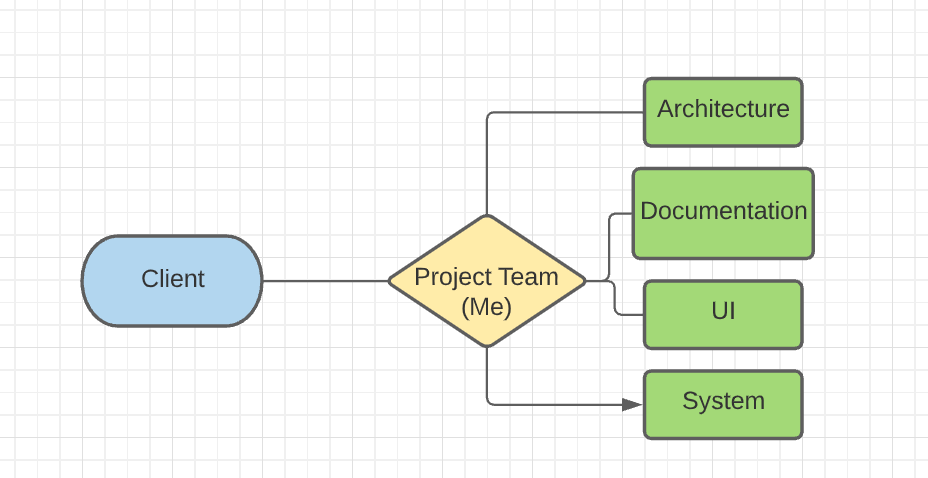 Architecture
Documentation
Client
Project Team
(Me)
UI
System